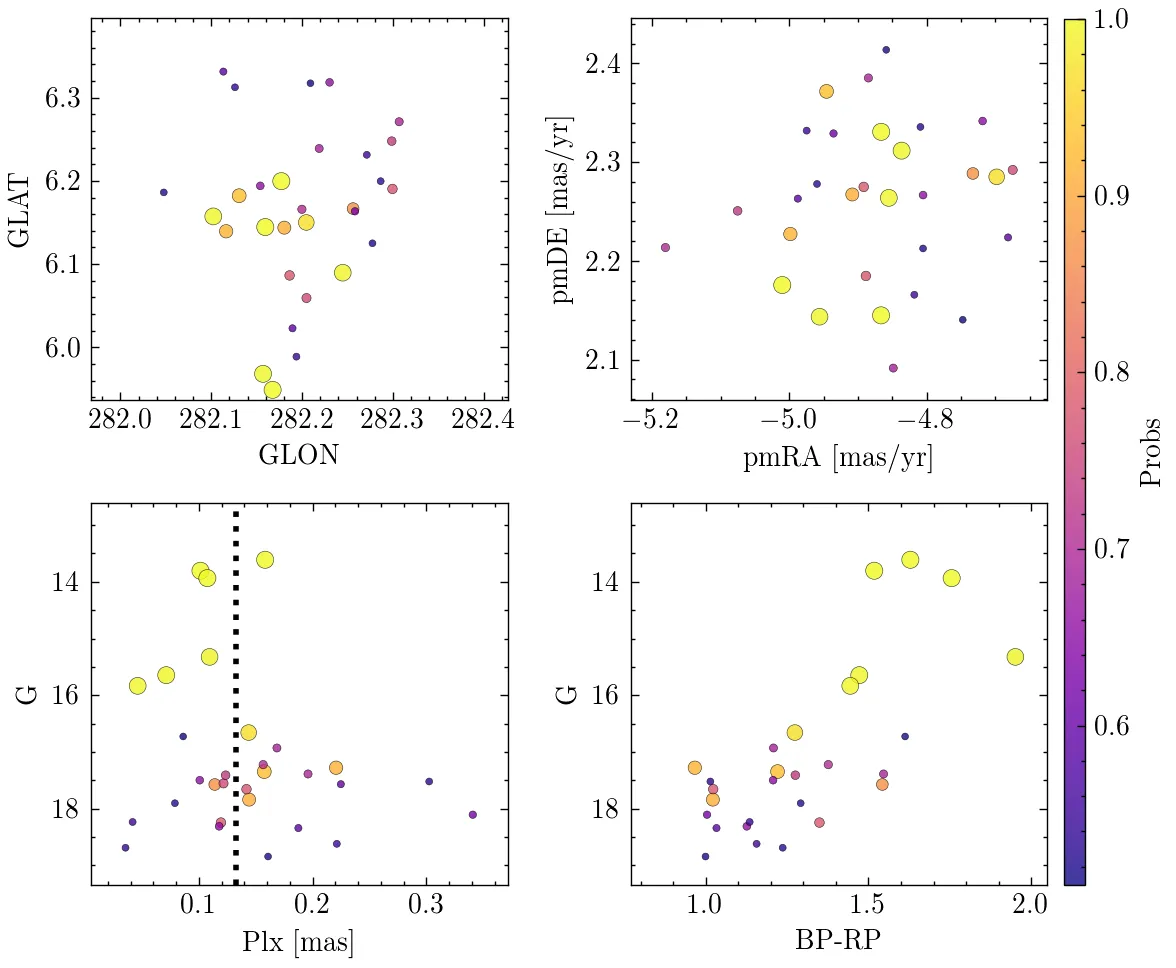 6.3
6.2
6.1
6.0
GLAT
282.0 282.1 282.2 282.3 282.4
GLON
2.4
2.3
2.2
2.1
pmDE [mas/yr]
−5.2 −5.0 −4.8
pmRA [mas/yr]
1.0
0.9
0.8
0.7
0.6
Probs
14
16
18
G
0.1 0.2 0.3
Plx [mas]
14
16
18
G
1.0 1.5 2.0
BP-RP